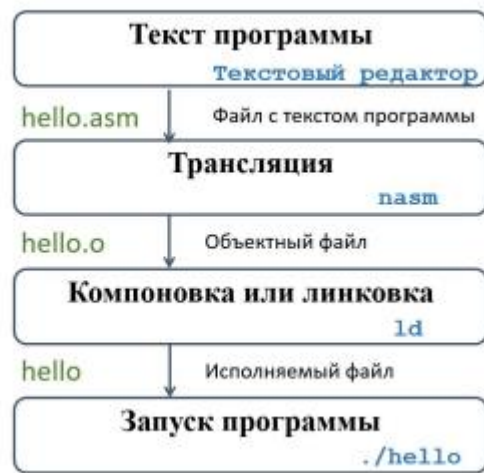 Текст программы
Текстовый редактор
hello.asm
Файл с текстом программы
Трансляция
nasm
hello.o
Объектный файл
Компоновка или линковка
ld
hello
Исполняемый файл
Запуск программы
./hello